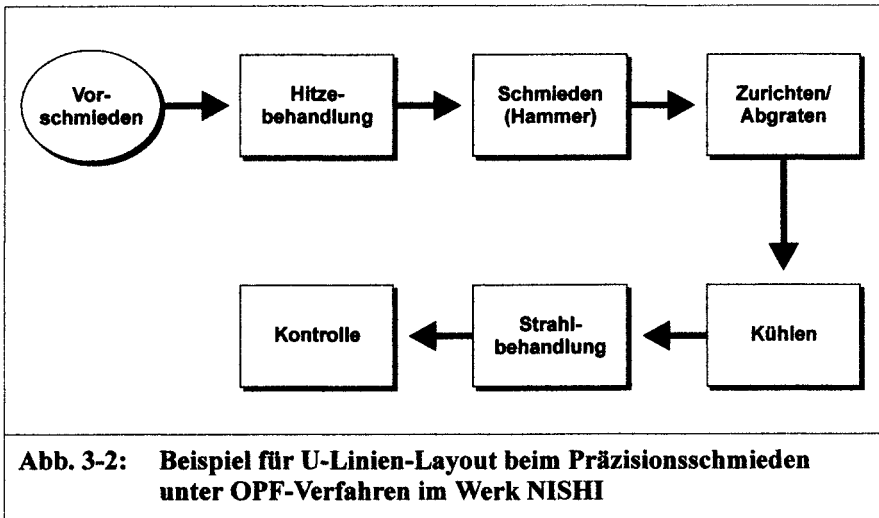 Vor-
schmieden
Hitze-
behandlung
Schmieden
(Hammer)
Zurichten/
Abgraten
Kühlen
Strahl-
behandlung
Kontrolle
Abb. 3-2: Beispiel für U-Linien-Layout beim Präzisionsschmieden
unter OPF-Verfahren im Werk NISHI